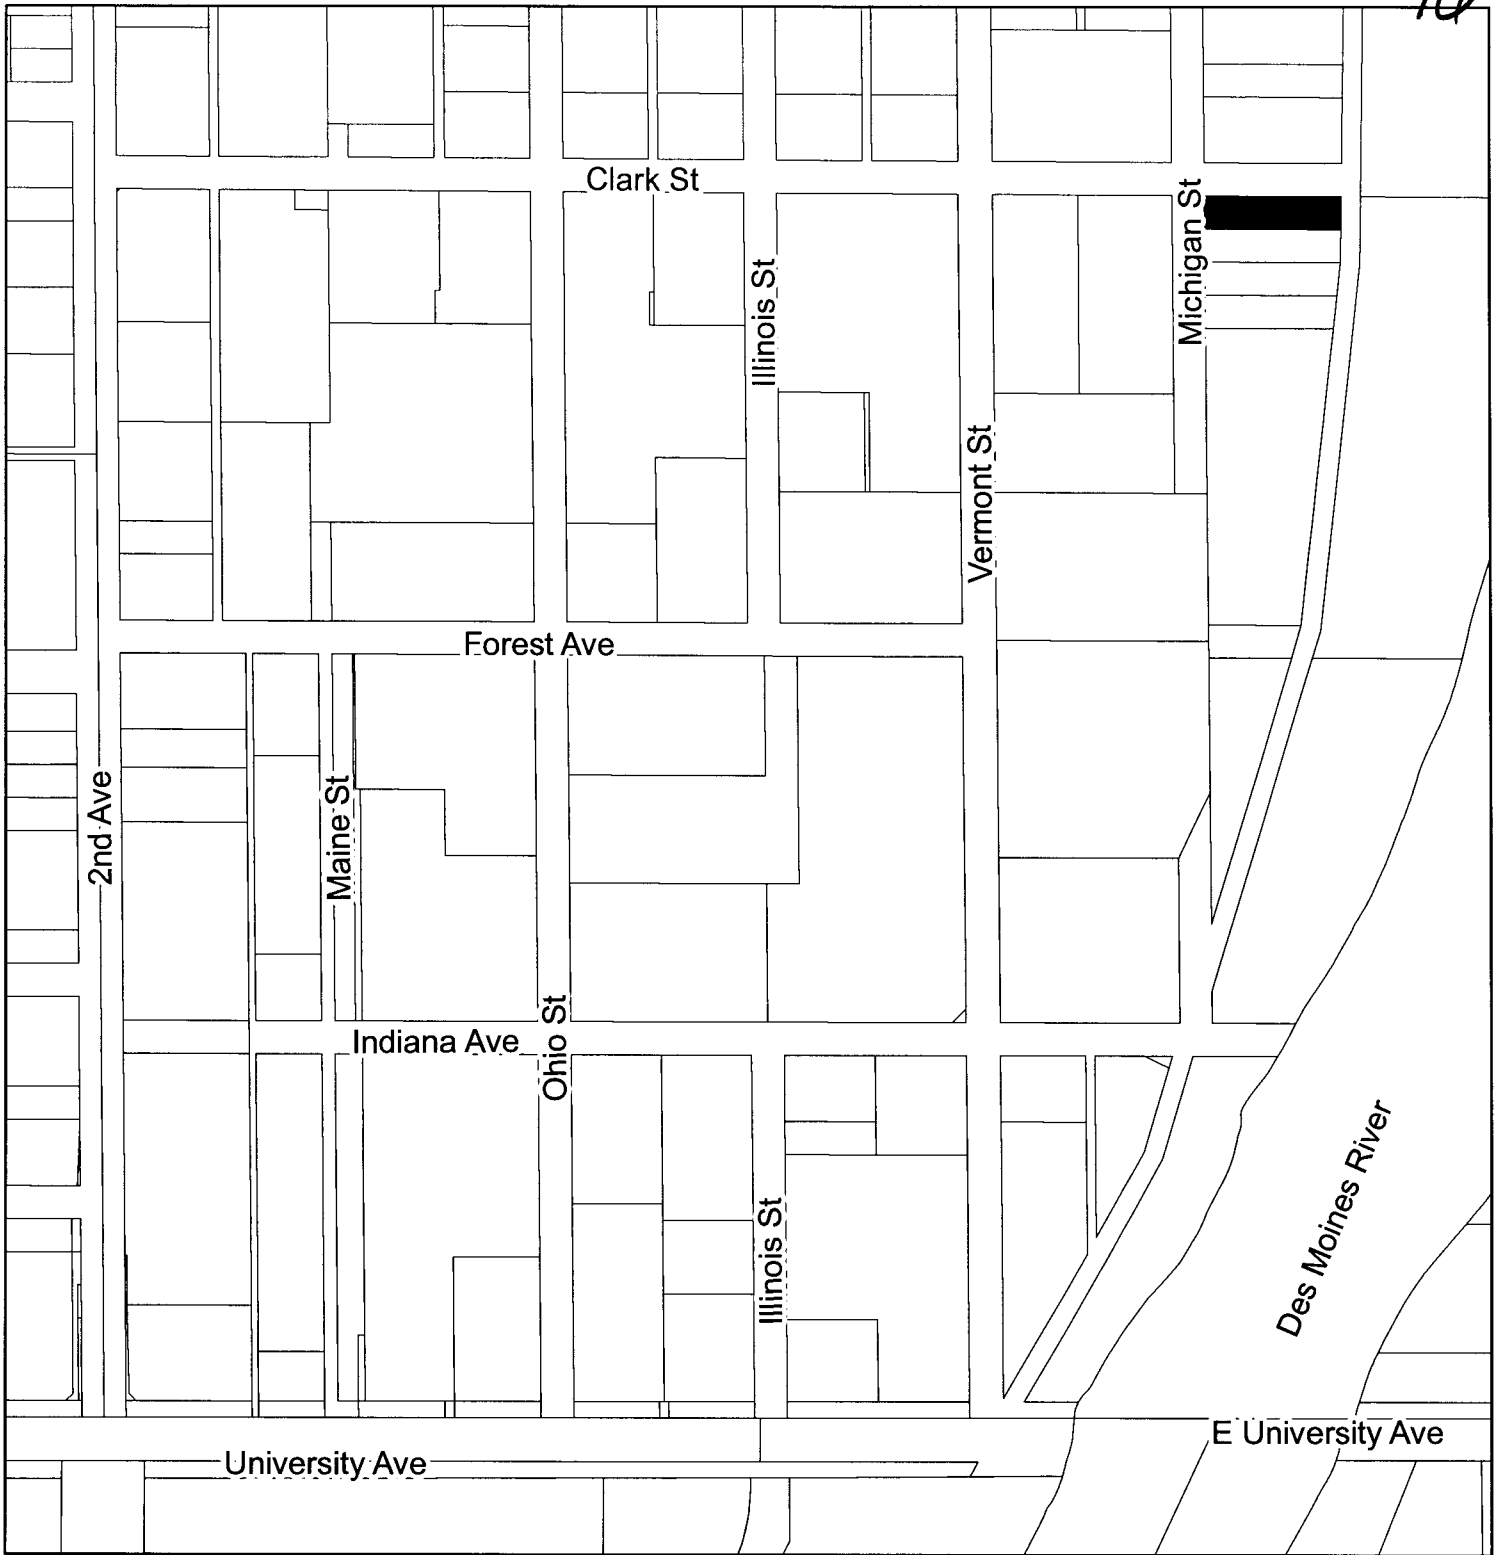 Clark St
Michigan St
Illinois St
Vermont St
Forest Ave
2nd Ave
Maine St
Indiana Ave
Ohio St
Illinois St
Des Moines River
E University Ave
University Ave